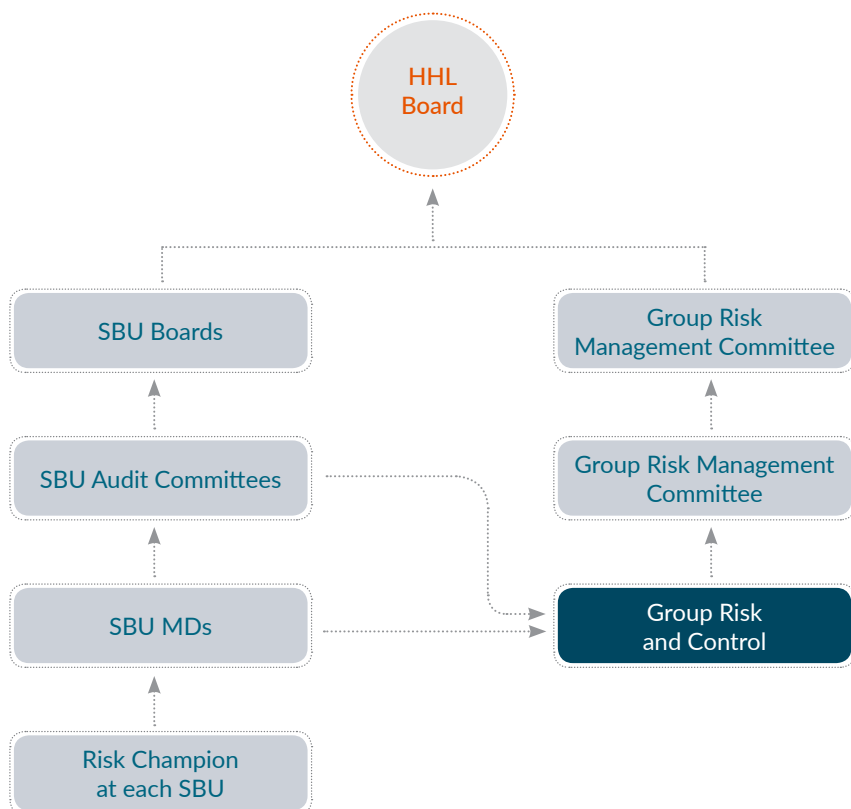 HHL
Board
SBU Boards
Group Risk
Management Committee
SBU Audit Committees
Group Risk Management
Committee
SBU MDs
Group Risk
and Control
Risk Champion
at each SBU